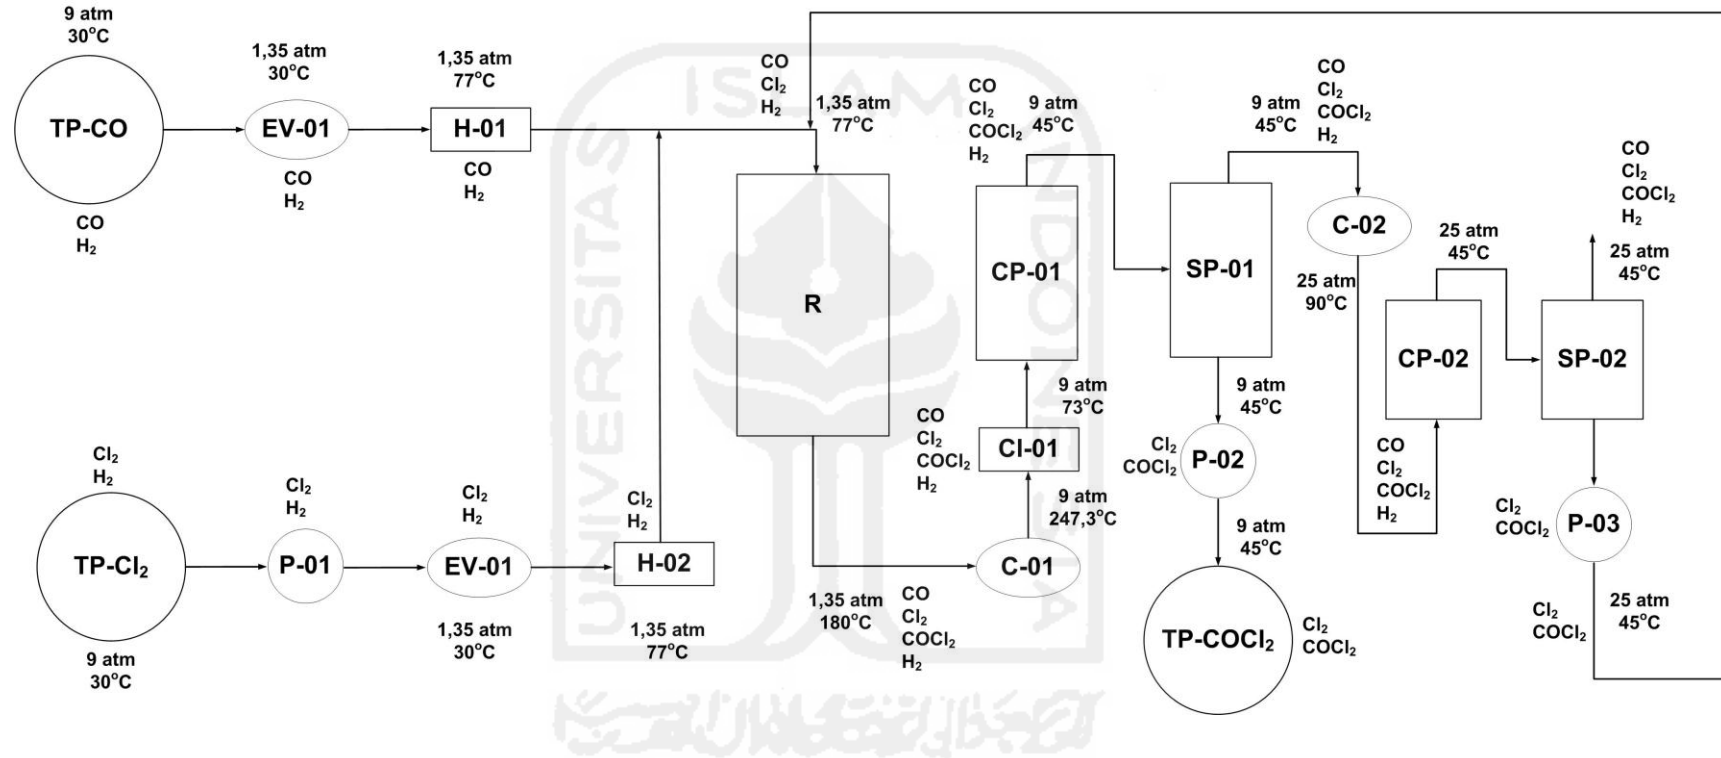 9 atm
30°C
TP-CO
CO
H₂
1,35 atm
30°C
EV-01
CO
H₂
1,35 atm
77°C
H-01
CO
H₂
CO
Cl₂
H₂
1,35 atm
77°C
R
1,35 atm
180°C
CO
Cl₂
COCl₂
H₂
Cl₂
H₂
TP-Cl₂
9 atm
30°C
Cl₂
H₂
P-01
Cl₂
H₂
EV-01
1,35 atm
30°C
Cl₂
H₂
H-02
1,35 atm
77°C
C-01
9 atm
247,3°C
CO
Cl₂
COCl₂
H₂
CI-01
9 atm
73°C
CP-01
CO
Cl₂
COCl₂
H₂
9 atm
45°C
SP-01
9 atm
45°C
Cl₂
COCl₂
P-02
9 atm
45°C
TP-COCl₂
Cl₂
COCl₂
9 atm
45°C
CO
Cl₂
COCl₂
H₂
C-02
25 atm
90°C
CO
Cl₂
COCl₂
H₂
CP-02
25 atm
45°C
SP-02
CO
Cl₂
COCl₂
H₂
25 atm
45°C
Cl₂
COCl₂
P-03
Cl₂
COCl₂
25 atm
45°C
UNIVERSITAS
ISLAM
INDONESIA